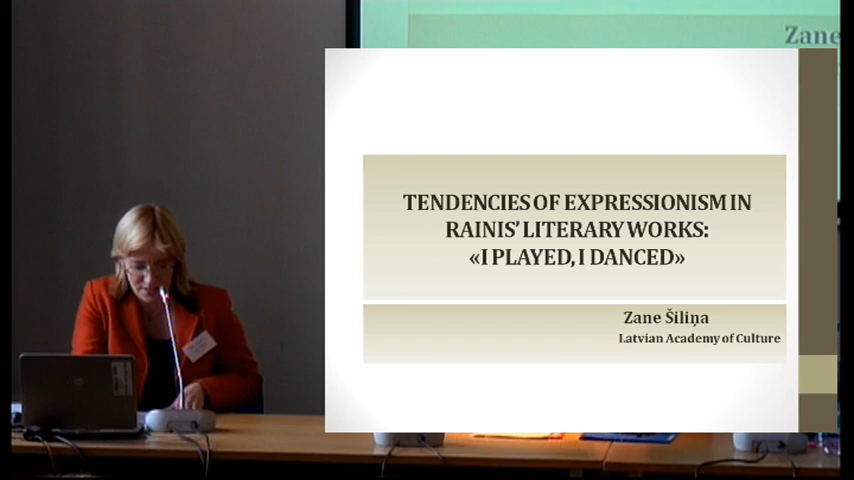 Zane
TENDENCIES OF EXPRESSIONISM IN
RAINIS' LITERARY WORKS:
«I PLAYED, I DANCED»
Zane Šiliņa
Latvian Academy of Culture